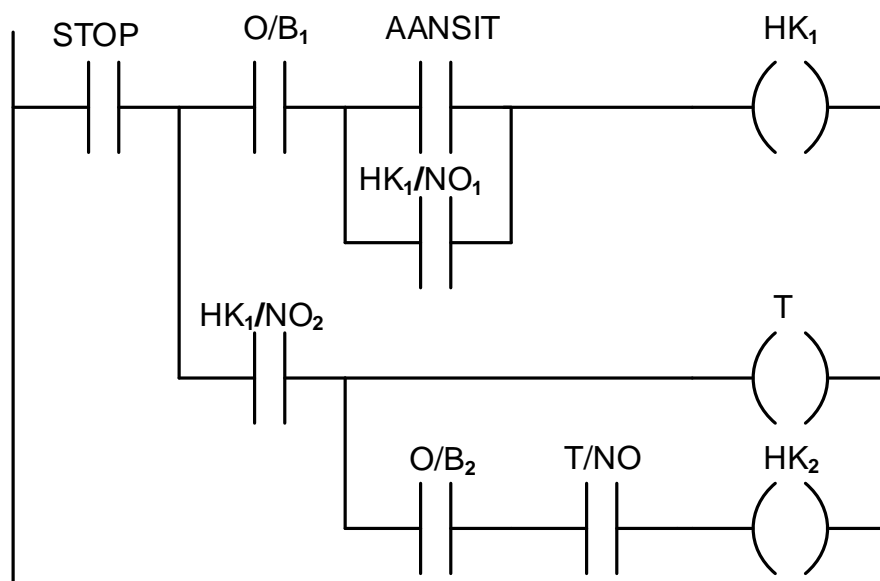 STOP
O/B₁
AANSIT
HK₁
HK₁/NO₁
HK₁/NO₂
T
O/B₂
T/NO
HK₂